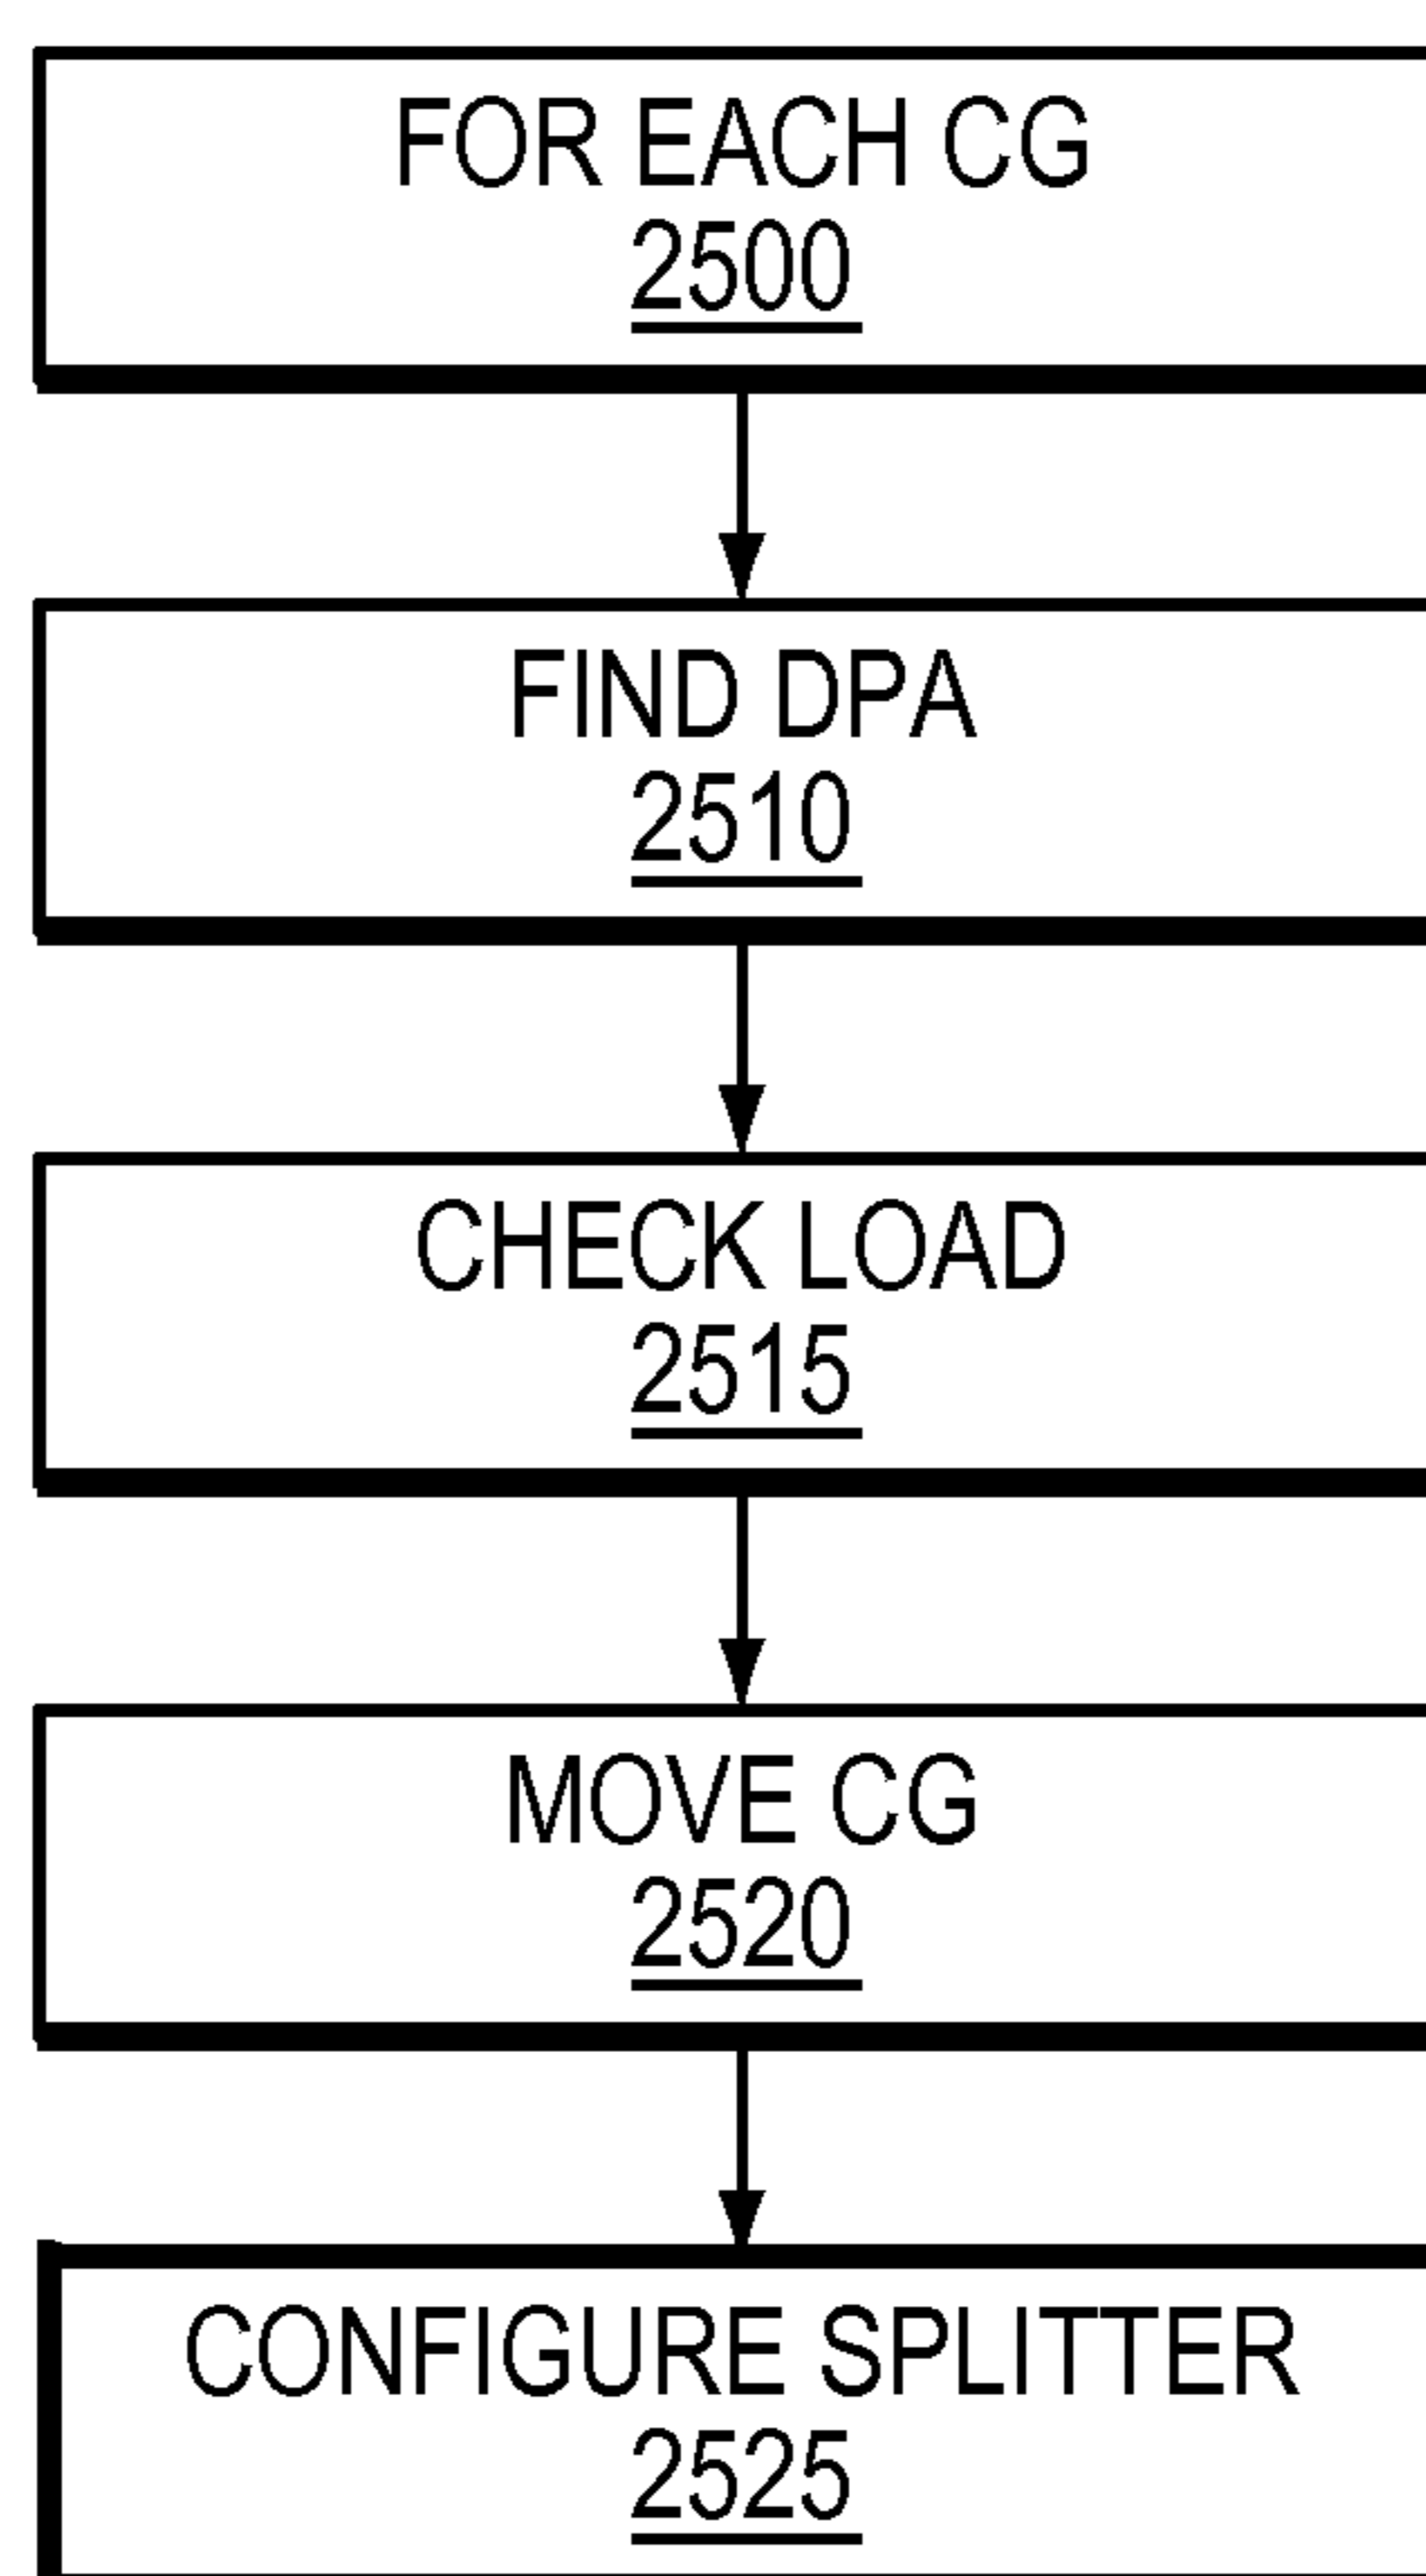 FOR EACH CG
2500
FIND DPA
2510
CHECK LOAD
2515
MOVE CG
2520
CONFIGURE SPLITTER
2525